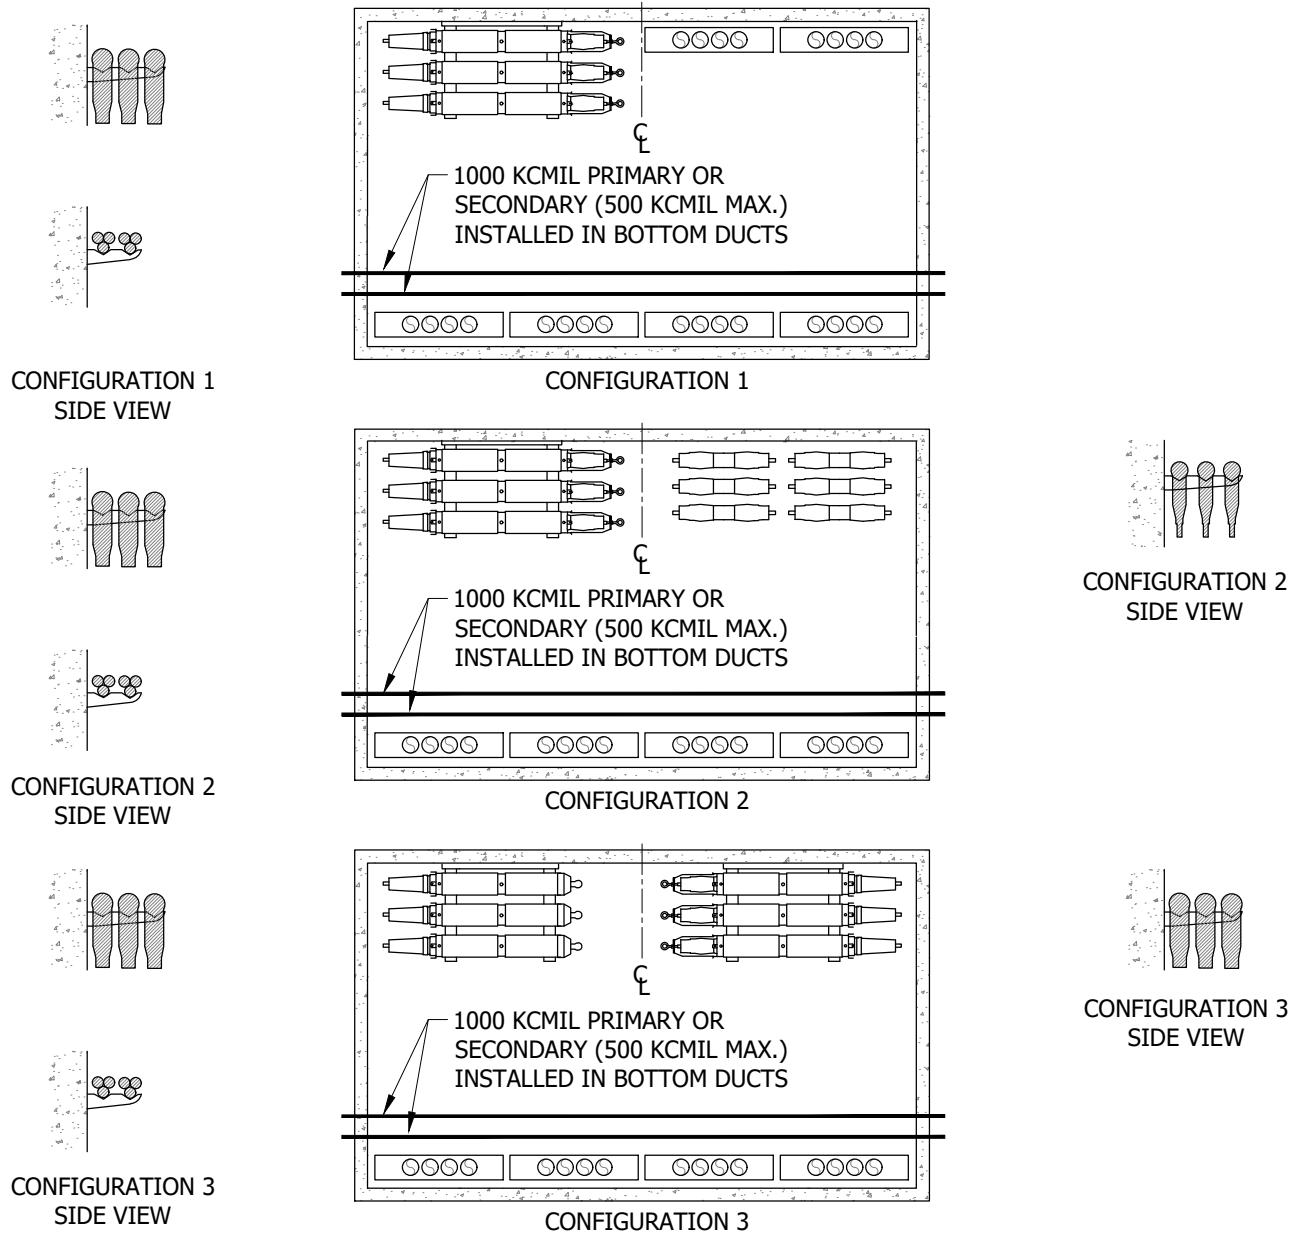 ℄
1000 KCMIL PRIMARY OR
SECONDARY (500 KCMIL MAX.)
INSTALLED IN BOTTOM DUCTS
CONFIGURATION 1
SIDE VIEW
CONFIGURATION 1
℄
1000 KCMIL PRIMARY OR
SECONDARY (500 KCMIL MAX.)
INSTALLED IN BOTTOM DUCTS
CONFIGURATION 2
SIDE VIEW
CONFIGURATION 2
SIDE VIEW
CONFIGURATION 2
℄
1000 KCMIL PRIMARY OR
SECONDARY (500 KCMIL MAX.)
INSTALLED IN BOTTOM DUCTS
CONFIGURATION 3
SIDE VIEW
CONFIGURATION 3
SIDE VIEW
CONFIGURATION 3